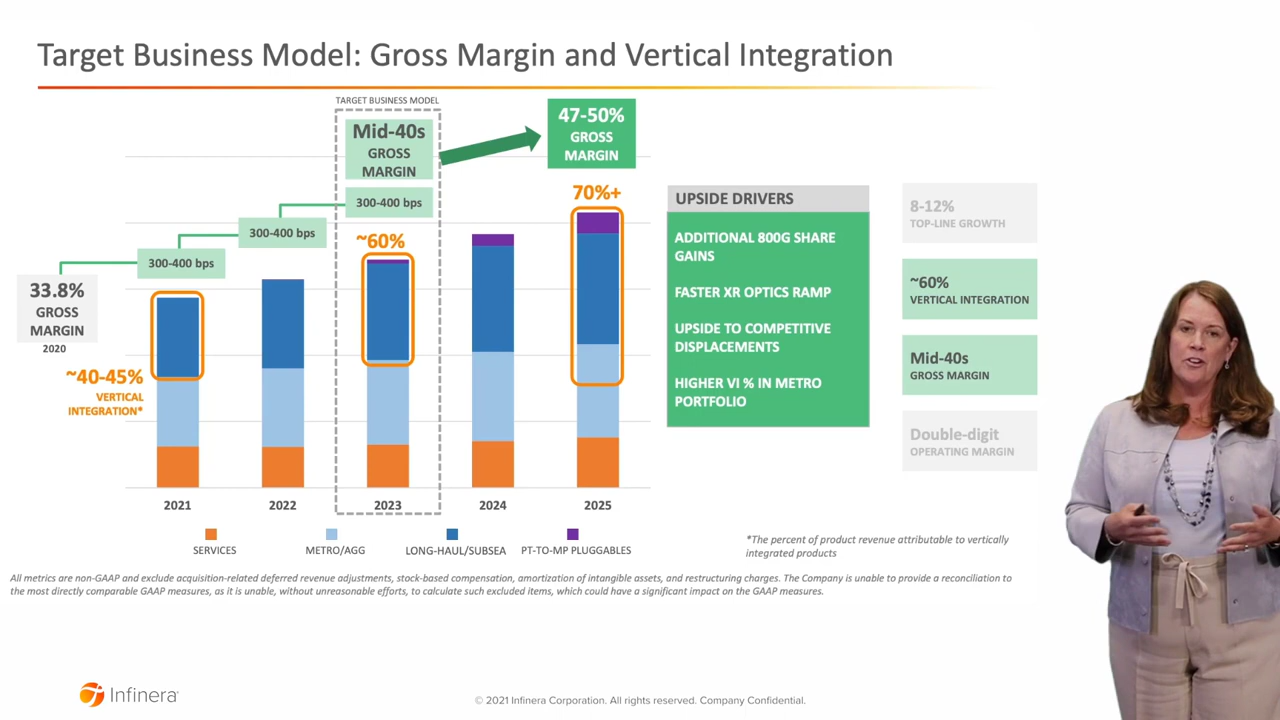 Target Business Model: Gross Margin and Vertical Integration
TARGET BUSINESS MODEL
Mid-40s
GROSS
MARGIN
47-50%
GROSS
MARGIN
300-400 bps
300-400 bps
300-400 bps
33.8%
GROSS
MARGIN
2020
~40-45%
VERTICAL
INTEGRATION*
~60%
70%+
2021
2022
2023
2024
2025
SERVICES
METRO/AGG
LONG-HAUL/SUBSEA
PT-TO-MP PLUGGABLES
UPSIDE DRIVERS
ADDITIONAL 800G SHARE
GAINS
FASTER XR OPTICS RAMP
UPSIDE TO COMPETITIVE
DISPLACEMENTS
HIGHER VI % IN METRO
PORTFOLIO
8-12%
TOP-LINE GROWTH
~60%
VERTICAL INTEGRATION
Mid-40s
GROSS MARGIN
Double-digit
OPERATING MARGIN
*The percent of product revenue attributable to vertically
integrated products
All metrics are non-GAAP and exclude acquisition-related deferred revenue adjustments, stock-based compensation, amortization of intangible assets, and restructuring charges. The Company is unable to provide a reconciliation to
the most directly comparable GAAP measures, as it is unable, without unreasonable efforts, to calculate such excluded items, which could have a significant impact on the GAAP measures.
Infinera
© 2021 Infinera Corporation. All rights reserved. Company Confidential.